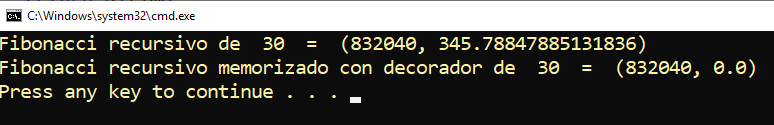 C:\Windows\system32\cmd.exe
Fibonacci recursivo de  30  =  (832040, 345.78847885131836)
Fibonacci recursivo memorizado con decorador de  30  =  (832040, 0.0)
Press any key to continue . . .